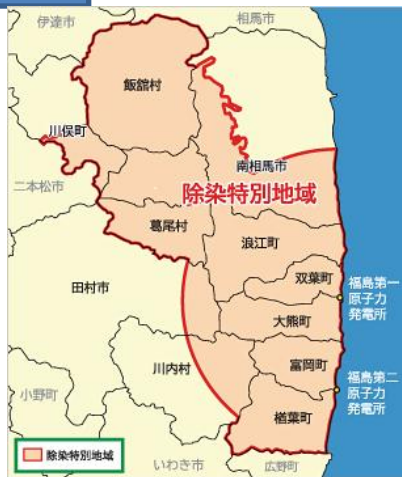 伊達市
相馬市
飯舘村
川俣町
南相馬市
除染特別地域
二本松市
葛尾村
浪江町
双葉町
福島第一
原子力
発電所
田村市
大熊町
川内村
富岡町
福島第二
原子力
発電所
小野町
楢葉町
除染特別地域
いわき市
広野町